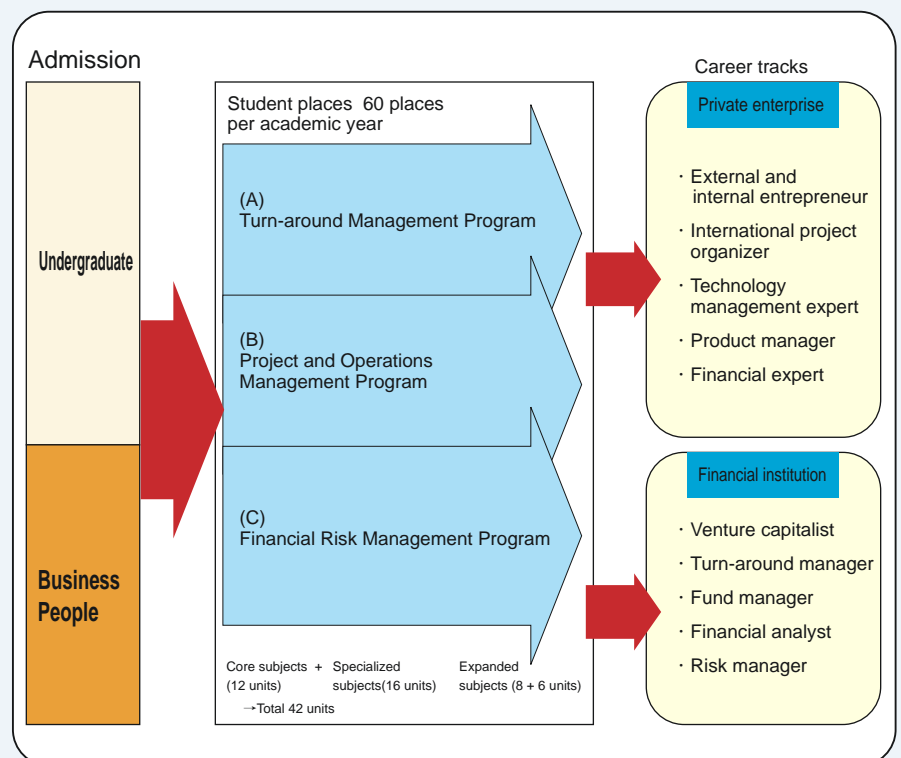 Admission
Undergraduate
Business
People
Student places 60 places
per academic year
(A)
Turn-around Management Program
(B)
Project and Operations
Management Program
(C)
Financial Risk Management Program
Core subjects + Specialized Expanded
(12 units) subjects(16 units) subjects (8 + 6 units)
→Total 42 units
Career tracks
Private enterprise
・External and
internal entrepreneur
・International project
organizer
・Technology
management expert
・Product manager
・Financial expert
Financial institution
・Venture capitalist
・Turn-around manager
・Fund manager
・Financial analyst
・Risk manager